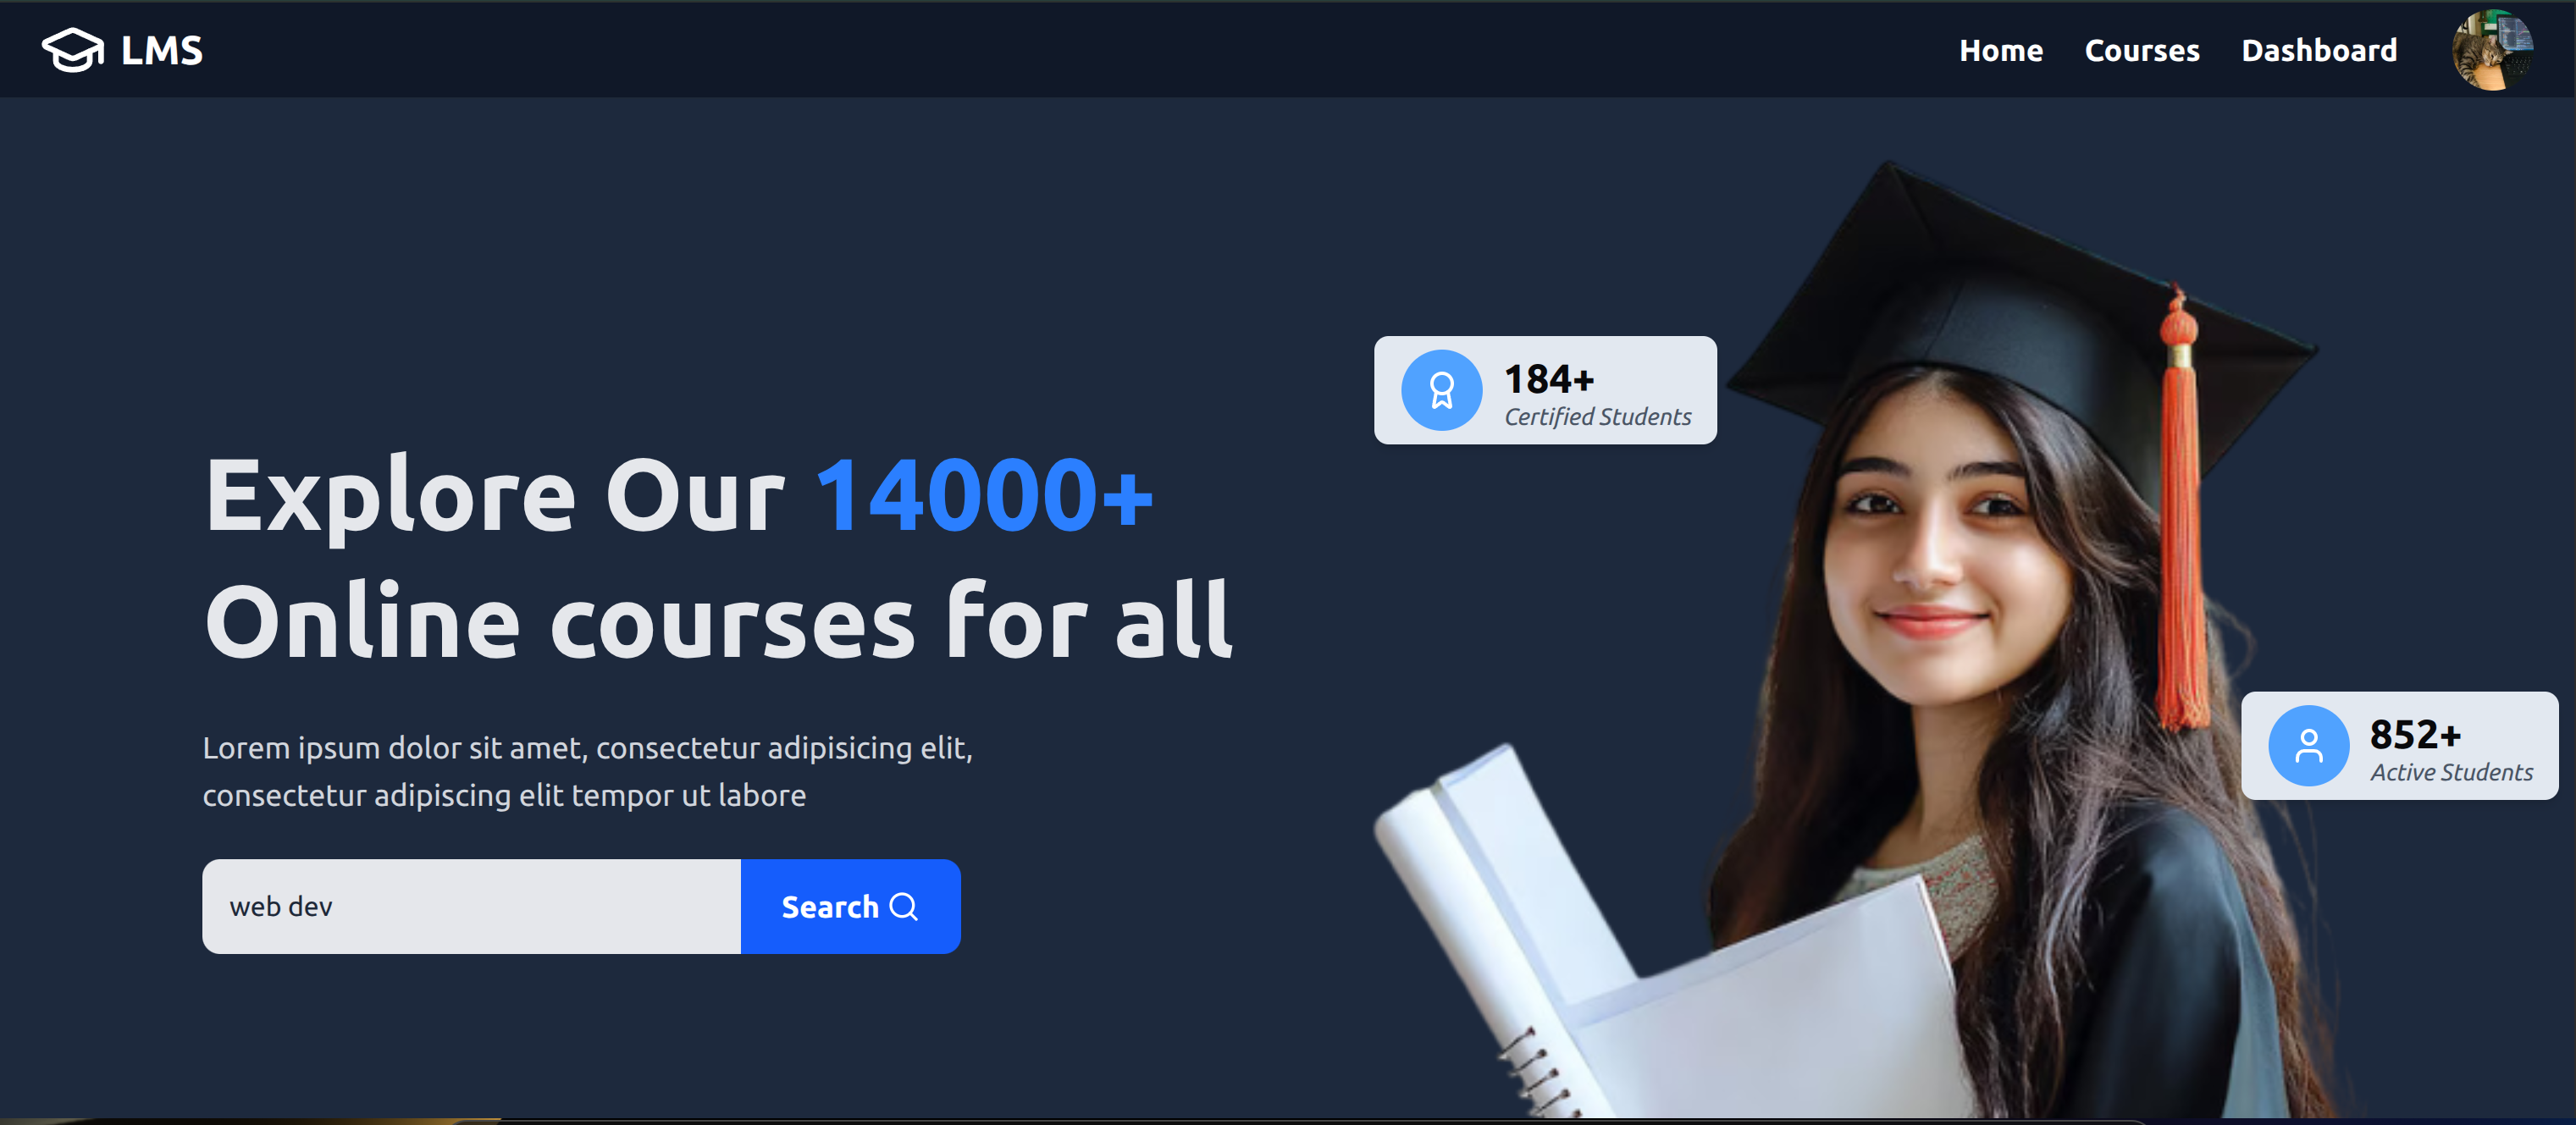 LMS
Home Courses Dashboard
184+
Certified Students
Explore Our 14000+
Online courses for all
852+
Active Students
Lorem ipsum dolor sit amet, consectetur adipisicing elit,
consectetur adipiscing elit tempor ut labore
web dev
Search